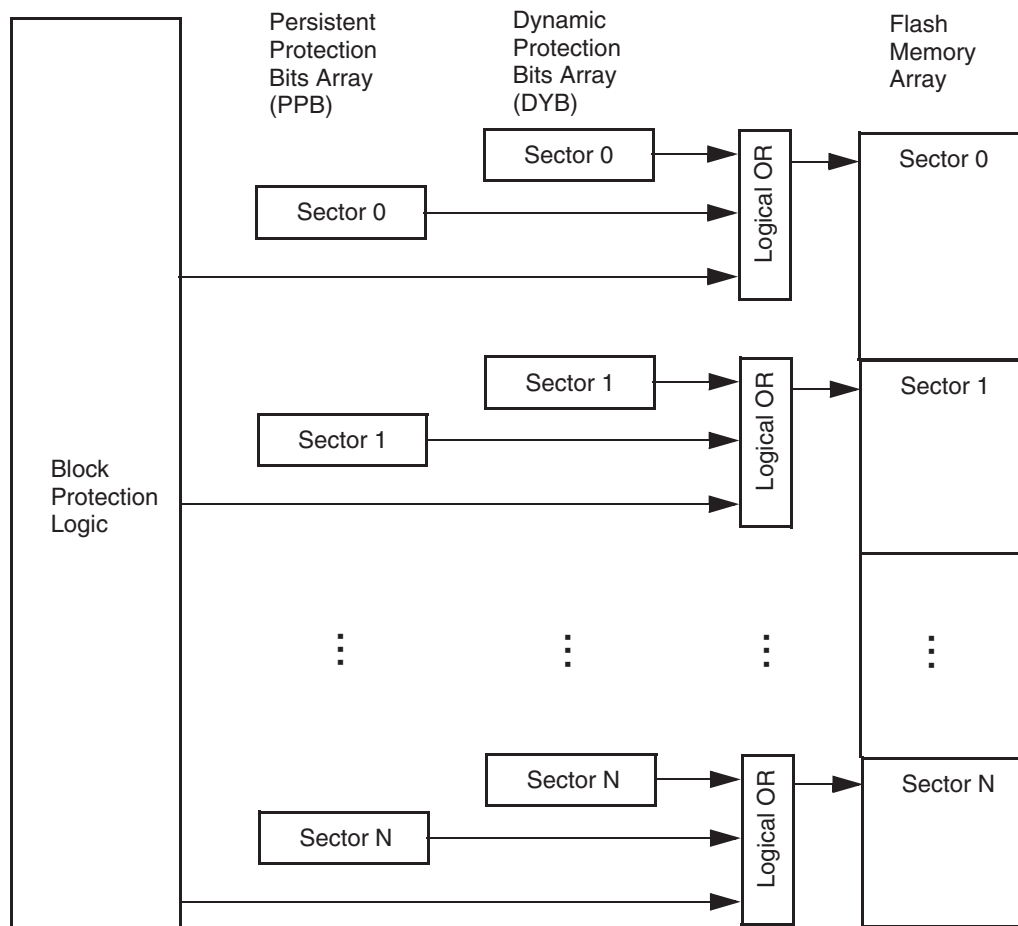 Persistent
Protection
Bits Array
(PPB)
Dynamic
Protection
Bits Array
(DYB)
Flash
Memory
Array
Sector 0
Sector 0
Logical OR
Sector 0
Sector 1
Sector 1
Logical OR
Sector 1
Block
Protection
Logic
Sector N
Sector N
Logical OR
Sector N